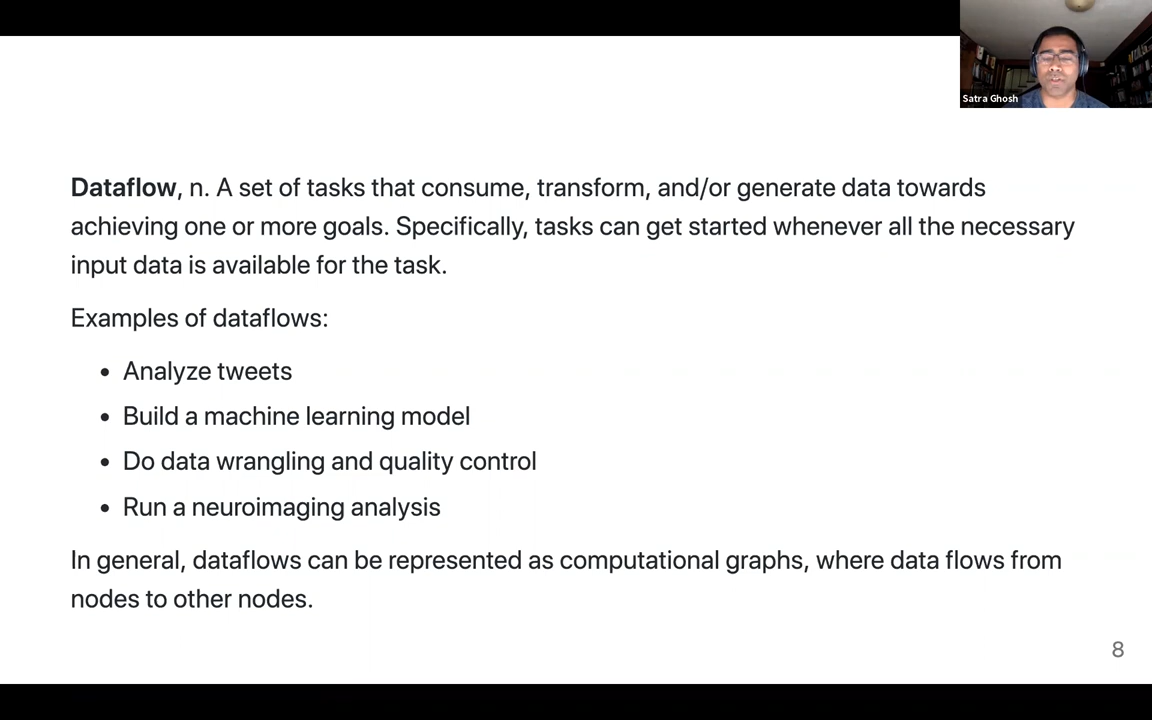 Satra Ghosh
Dataflow, n. A set of tasks that consume, transform, and/or generate data towards
achieving one or more goals. Specifically, tasks can get started whenever all the necessary
input data is available for the task.
Examples of dataflows:
• Analyze tweets
• Build a machine learning model
• Do data wrangling and quality control
• Run a neuroimaging analysis
In general, dataflows can be represented as computational graphs, where data flows from
nodes to other nodes.
8